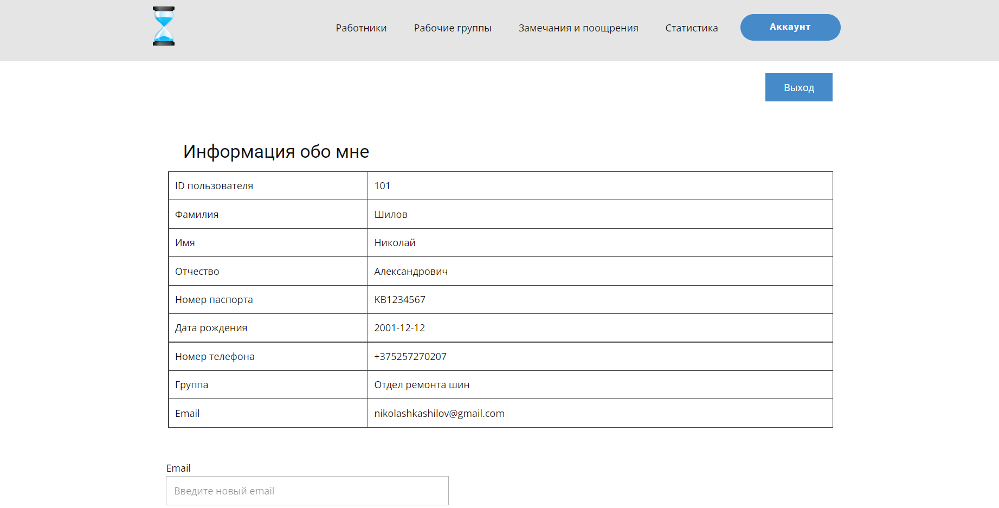 Работники Рабочие группы Замечания и поощрения Статистика Аккаунт
Выход
Информация обо мне
ID пользователя 101
Фамилия Шилов
Имя Николай
Отчество Александрович
Номер паспорта KB1234567
Дата рождения 2001-12-12
Номер телефона +375257270207
Группа Отдел ремонта шин
Email nikolashkashilov@gmail.com
Email
Введите новый email